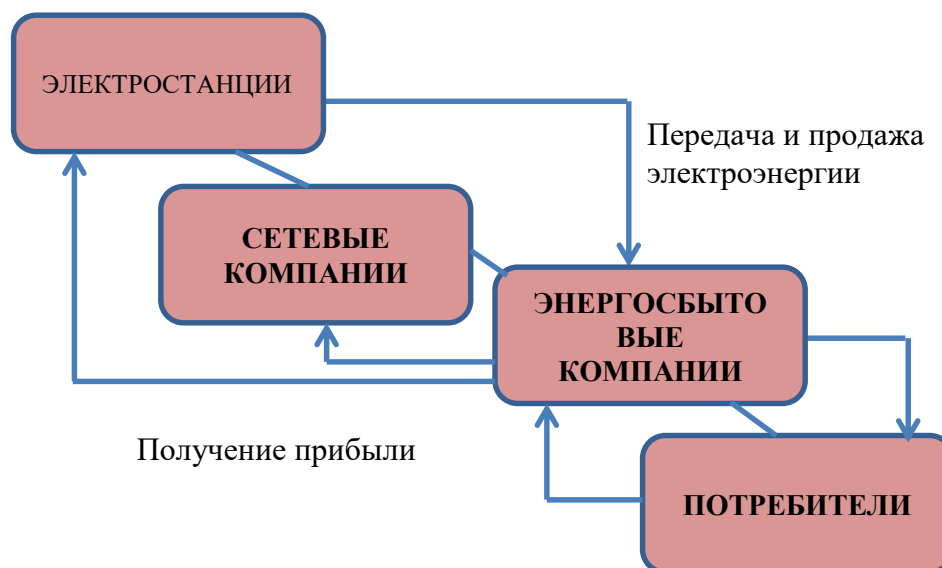 ЭЛЕКТРОСТАНЦИИ
Передача и продажа
электроэнергии
СЕТЕВЫЕ
КОМПАНИИ
ЭНЕРГОСБЫТО
ВЫЕ
КОМПАНИИ
Получение прибыли
ПОТРЕБИТЕЛИ